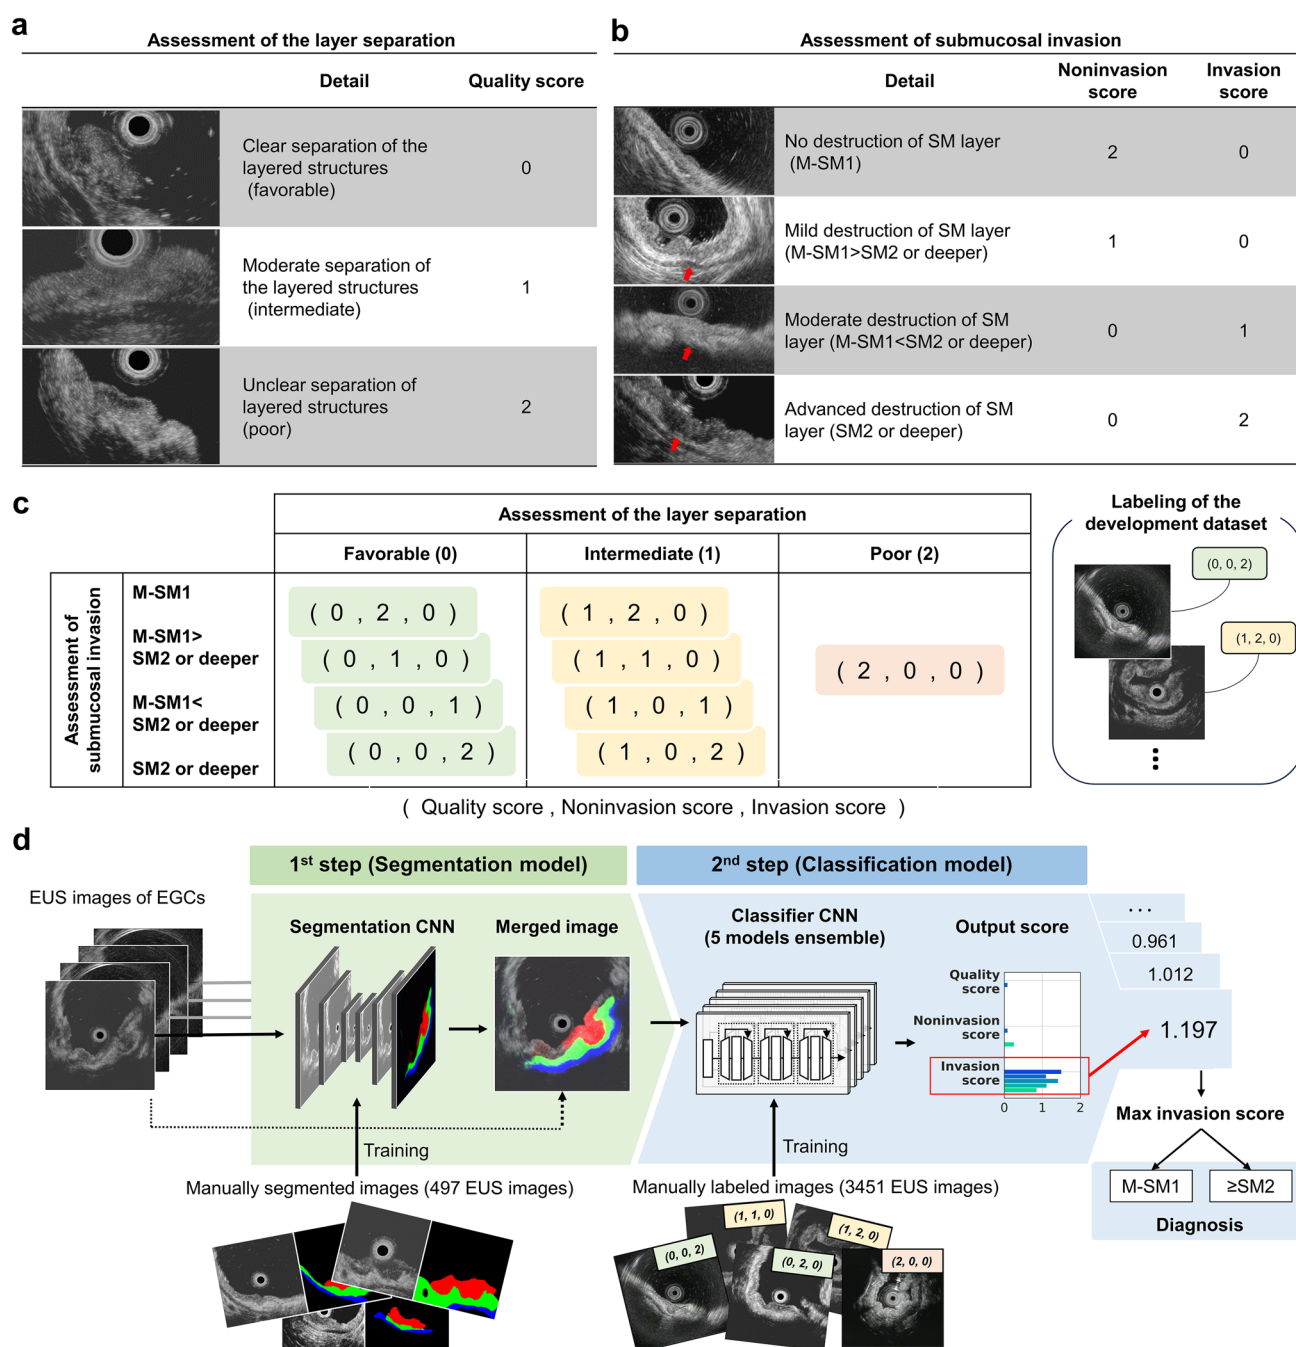 a
Assessment of the layer separation
Detail Quality score
Clear separation of the
layered structures
(favorable)
0
Moderate separation of
the layered structures
(intermediate)
1
Unclear separation of
layered structures
(poor)
2
b
Assessment of submucosal invasion
Detail
Noninvasion
score
Invasion
score
No destruction of SM layer
(M-SM1)
2 0
Mild destruction of SM layer
(M-SM1>SM2 or deeper)
1 0
Moderate destruction of SM
layer (M-SM1<SM2 or deeper)
0 1
Advanced destruction of SM
layer (SM2 or deeper)
0 2
c
Assessment of the layer separation
Favorable (0) Intermediate (1) Poor (2)
Assessment of
submucosal invasion
M-SM1
M-SM1>
SM2 or deeper
M-SM1<
SM2 or deeper
SM2 or deeper
( 0 , 2 , 0 )
( 0 , 1 , 0 )
( 0 , 0 , 1 )
( 0 , 0 , 2 )
( 1 , 2 , 0 )
( 1 , 1 , 0 )
( 1 , 0 , 1 )
( 1 , 0 , 2 )
( 2 , 0 , 0 )
( Quality score , Noninvasion score , Invasion score )
Labeling of the
development dataset
(0, 0, 2)
(1, 2, 0)
d
1st step (Segmentation model)
2nd step (Classification model)
EUS images of EGCs
Segmentation CNN
Merged image
Training
Manually segmented images (497 EUS images)
Classifier CNN
(5 models ensemble)
Output score
Quality
score
Noninvasion
score
Invasion
score
0 1 2
Training
Manually labeled images (3451 EUS images)
(1, 1, 0)
(1, 2, 0)
(0, 0, 2)
(0, 2, 0)
(2, 0, 0)
...
0.961
1.012
1.197
Max invasion score
M-SM1 ≥SM2
Diagnosis